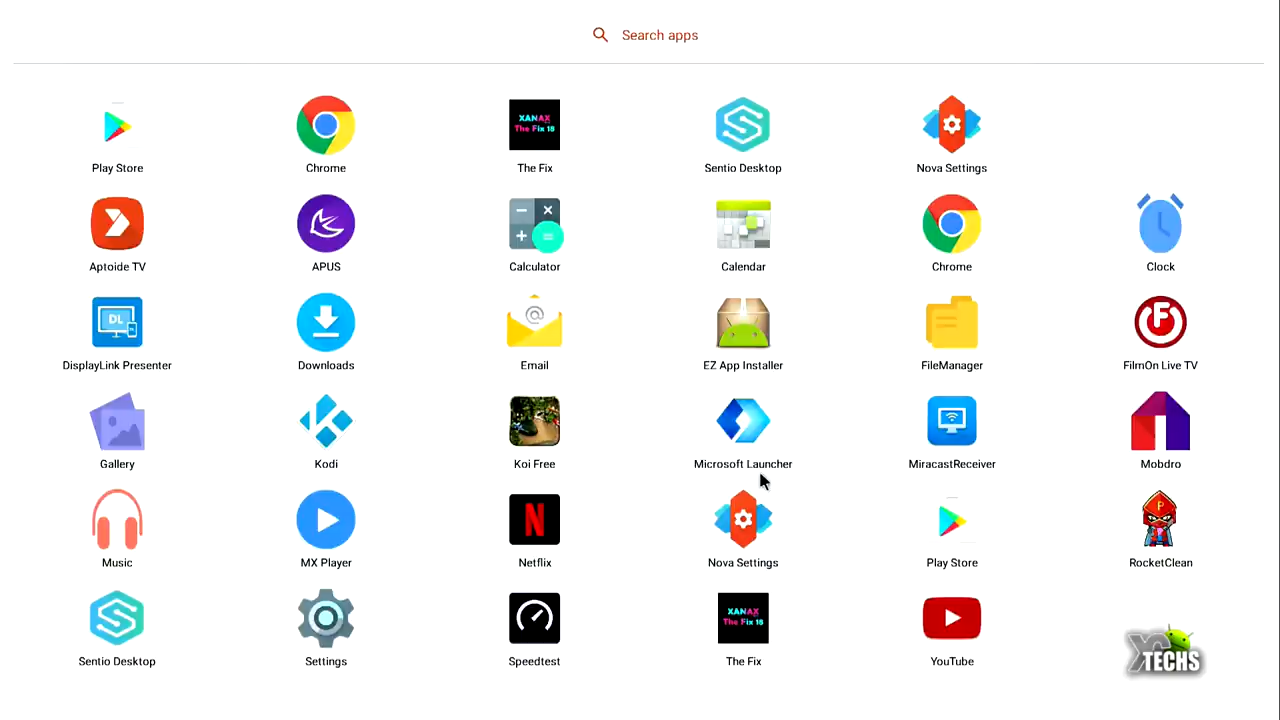 Search apps
XANAX
The Fix 18
Play Store
Chrome
The Fix
Sentio Desktop
Nova Settings
Aptoide TV
APUS
Calculator
Calendar
Chrome
Clock
DL
@
F
DisplayLink Presenter
Downloads
Email
EZ App Installer
FileManager
FilmOn Live TV
Gallery
Kodi
Koi Free
Microsoft Launcher
MiracastReceiver
Mobdro
N
P
Music
MX Player
Netflix
Nova Settings
Play Store
RocketClean
XANAX
The Fix 18
TECHS
Sentio Desktop
Settings
Speedtest
The Fix
YouTube